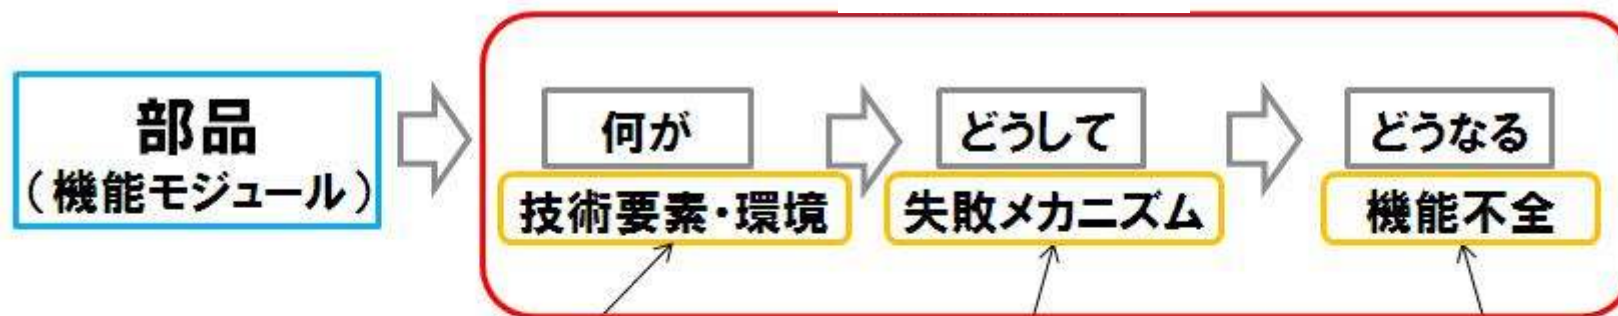 部品
（機能モジュール）
何が
技術要素・環境
どうして
失敗メカニズム
どうなる
機能不全